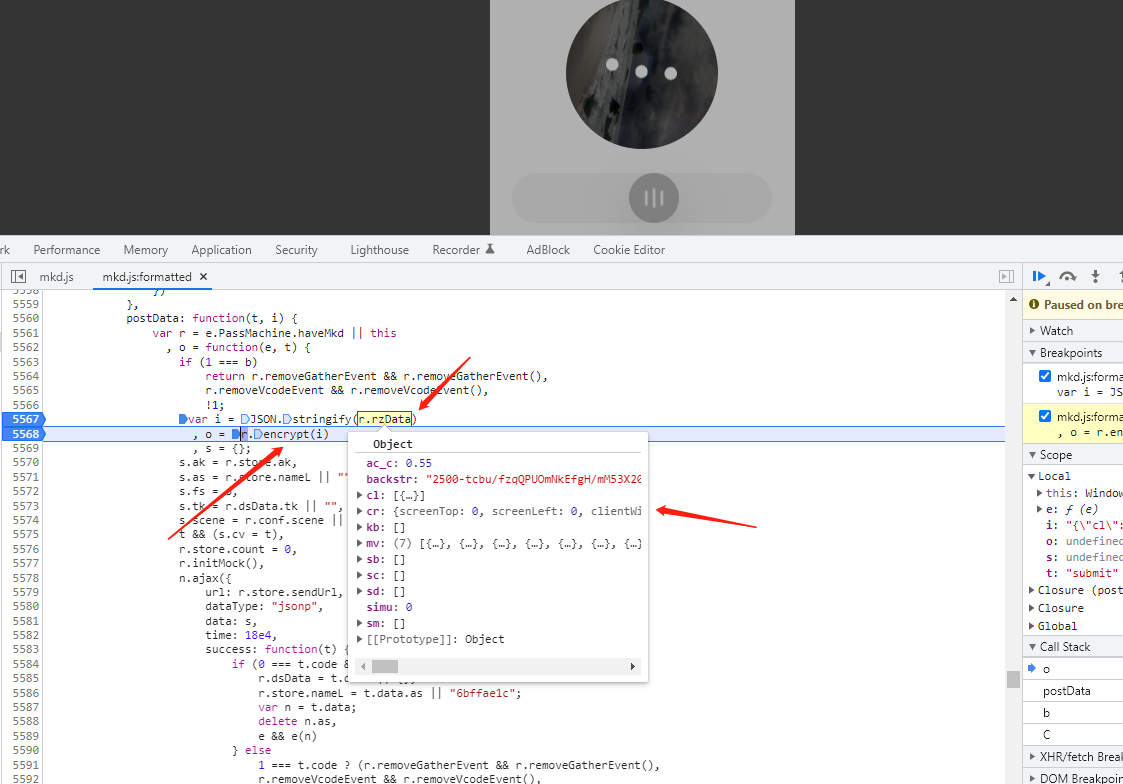 rk Performance Memory Application Security Lighthouse Recorder AdBlock Cookie Editor
mkd.js mkd.js:formatted ×
5558 })
5559 },
5560 postData: function(t, i) {
5561 var r = e.PassMachine.haveMkd || this
5562 , o = function(e, t) {
5563 if (1 === b)
5564 return r.removeGatherEvent && r.removeGatherEvent(),
5565 r.removeVcodeEvent && r.removeVcodeEvent(),
5566 !1;
5567 var i = JSON.stringify(r.rzData)
5568 , o = r.encrypt(i)
5569 , s = {};
5570 s.ak = r.store.ak,
5571 s.as = r.store.nameL || ""
5572 s.fs =
5573 s.tk = r.dsData.tk || "",
5574 s.scene = r.conf.scene ||
5575 t && (s.cv = t),
5576 r.store.count = 0,
5577 r.initMock(),
5578 n.ajax({
5579 url: r.store.sendUrl,
5580 dataType: "jsonp",
5581 data: s,
5582 time: 18e4,
5583 success: function(t) {
5584 if (0 === t.code &
5585 r.dsData =
5586 r.store.nameL = t.data.as || "6bffae1c";
5587 var n = t.data;
5588 delete n.as,
5589 e && e(n)
5590 } else
5591 1 === t.code ? (r.removeGatherEvent && r.removeGatherEvent(),
5592 r.removeVcodeEvent && r.removeVcodeEvent(),
Object
ac_c: 0.55
backstr: "2500-tcbu/fzqQPUOmNkEfgH/mM53X20
cl: [{…}]
cr: {screenTop: 0, screenLeft: 0, clientWi
kb: []
mv: (7) [{…}, {…}, {…}, {…}, {…}, {…}, {…}
sb: []
sc: []
sd: []
simu: 0
sm: []
[[Prototype]]: Object
Paused on bre
Watch
Breakpoints
mkd.js:forma
var i = JS
mkd.js:forma
, o = r.en
Scope
Local
this: Window
e: ƒ (e)
i: "{\"cl\":
o: undefined
s: undefined
t: "submit"
Closure (post
Closure
Global
Call Stack
o
postData
b
C
XHR/fetch Break
DOM Breakpoin